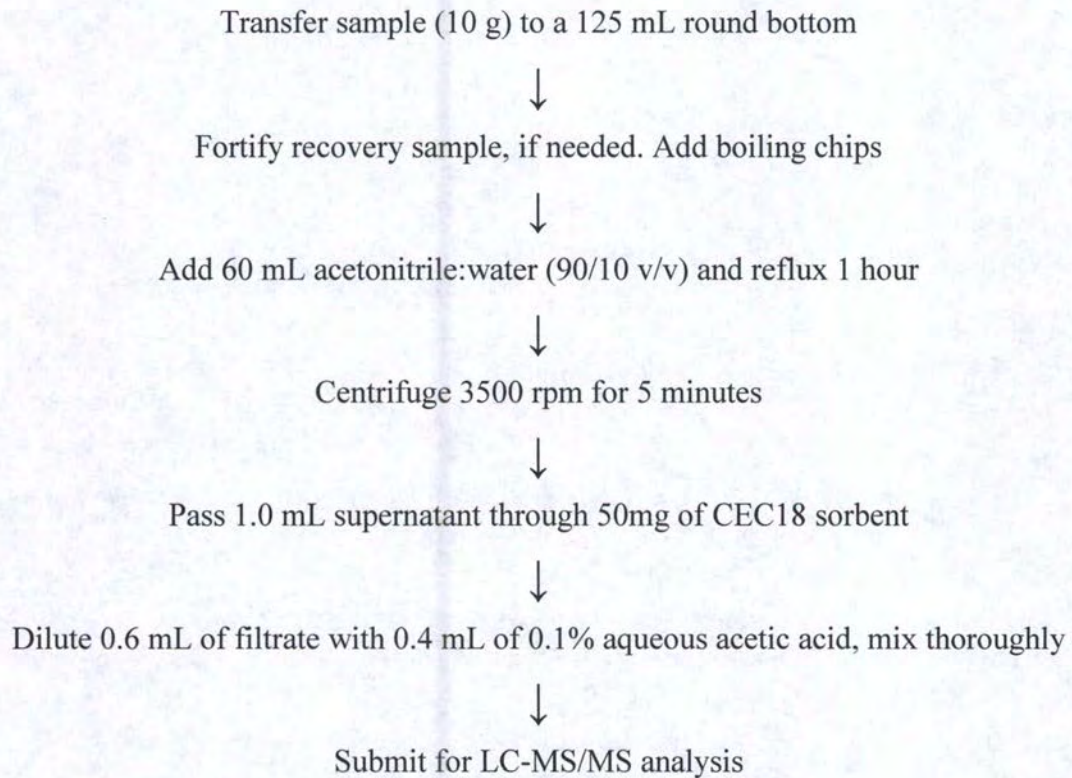 Transfer sample (10 g) to a 125 mL round bottom
↓
Fortify recovery sample, if needed. Add boiling chips
↓
Add 60 mL acetonitrile:water (90/10 v/v) and reflux 1 hour
↓
Centrifuge 3500 rpm for 5 minutes
↓
Pass 1.0 mL supernatant through 50mg of CEC18 sorbent
↓
Dilute 0.6 mL of filtrate with 0.4 mL of 0.1% aqueous acetic acid, mix thoroughly
↓
Submit for LC-MS/MS analysis